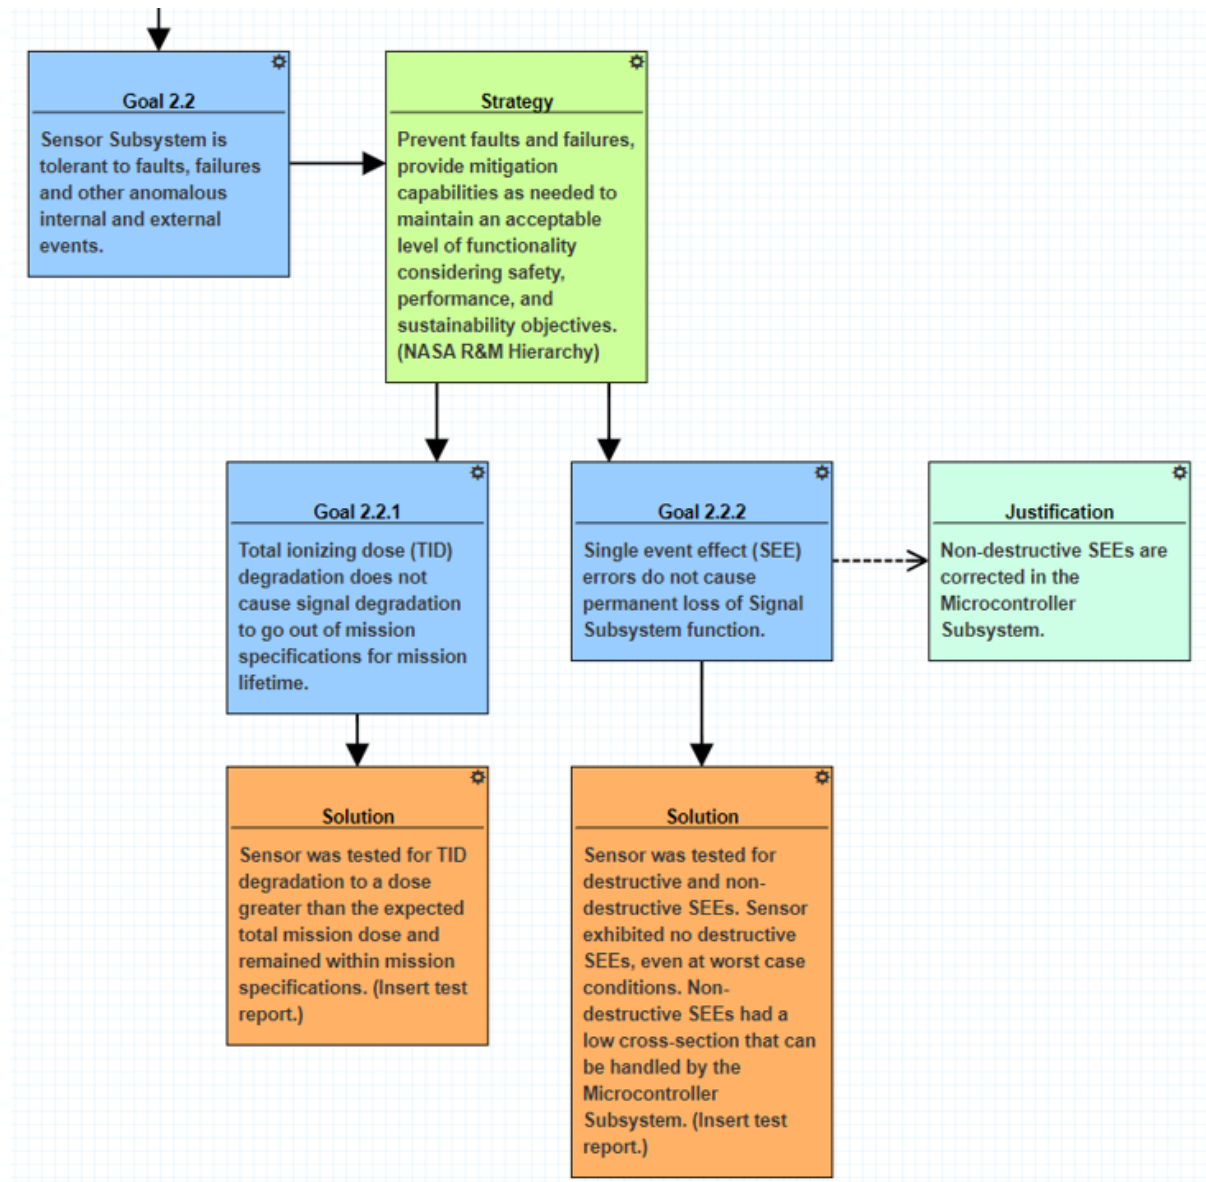 Goal 2.2
Sensor Subsystem is
tolerant to faults, failures
and other anomalous
internal and external
events.
Strategy
Prevent faults and failures,
provide mitigation
capabilities as needed to
maintain an acceptable
level of functionality
considering safety,
performance, and
sustainability objectives.
(NASA R&M Hierarchy)
Goal 2.2.1
Total ionizing dose (TID)
degradation does not
cause signal degradation
to go out of mission
specifications for mission
lifetime.
Goal 2.2.2
Single event effect (SEE)
errors do not cause
permanent loss of Signal
Subsystem function.
Justification
Non-destructive SEEs are
corrected in the
Microcontroller
Subsystem.
Solution
Sensor was tested for TID
degradation to a dose
greater than the expected
total mission dose and
remained within mission
specifications. (Insert test
report.)
Solution
Sensor was tested for
destructive and non-
destructive SEEs. Sensor
exhibited no destructive
SEEs, even at worst case
conditions. Non-
destructive SEEs had a
low cross-section that can
be handled by the
Microcontroller
Subsystem. (Insert test
report.)